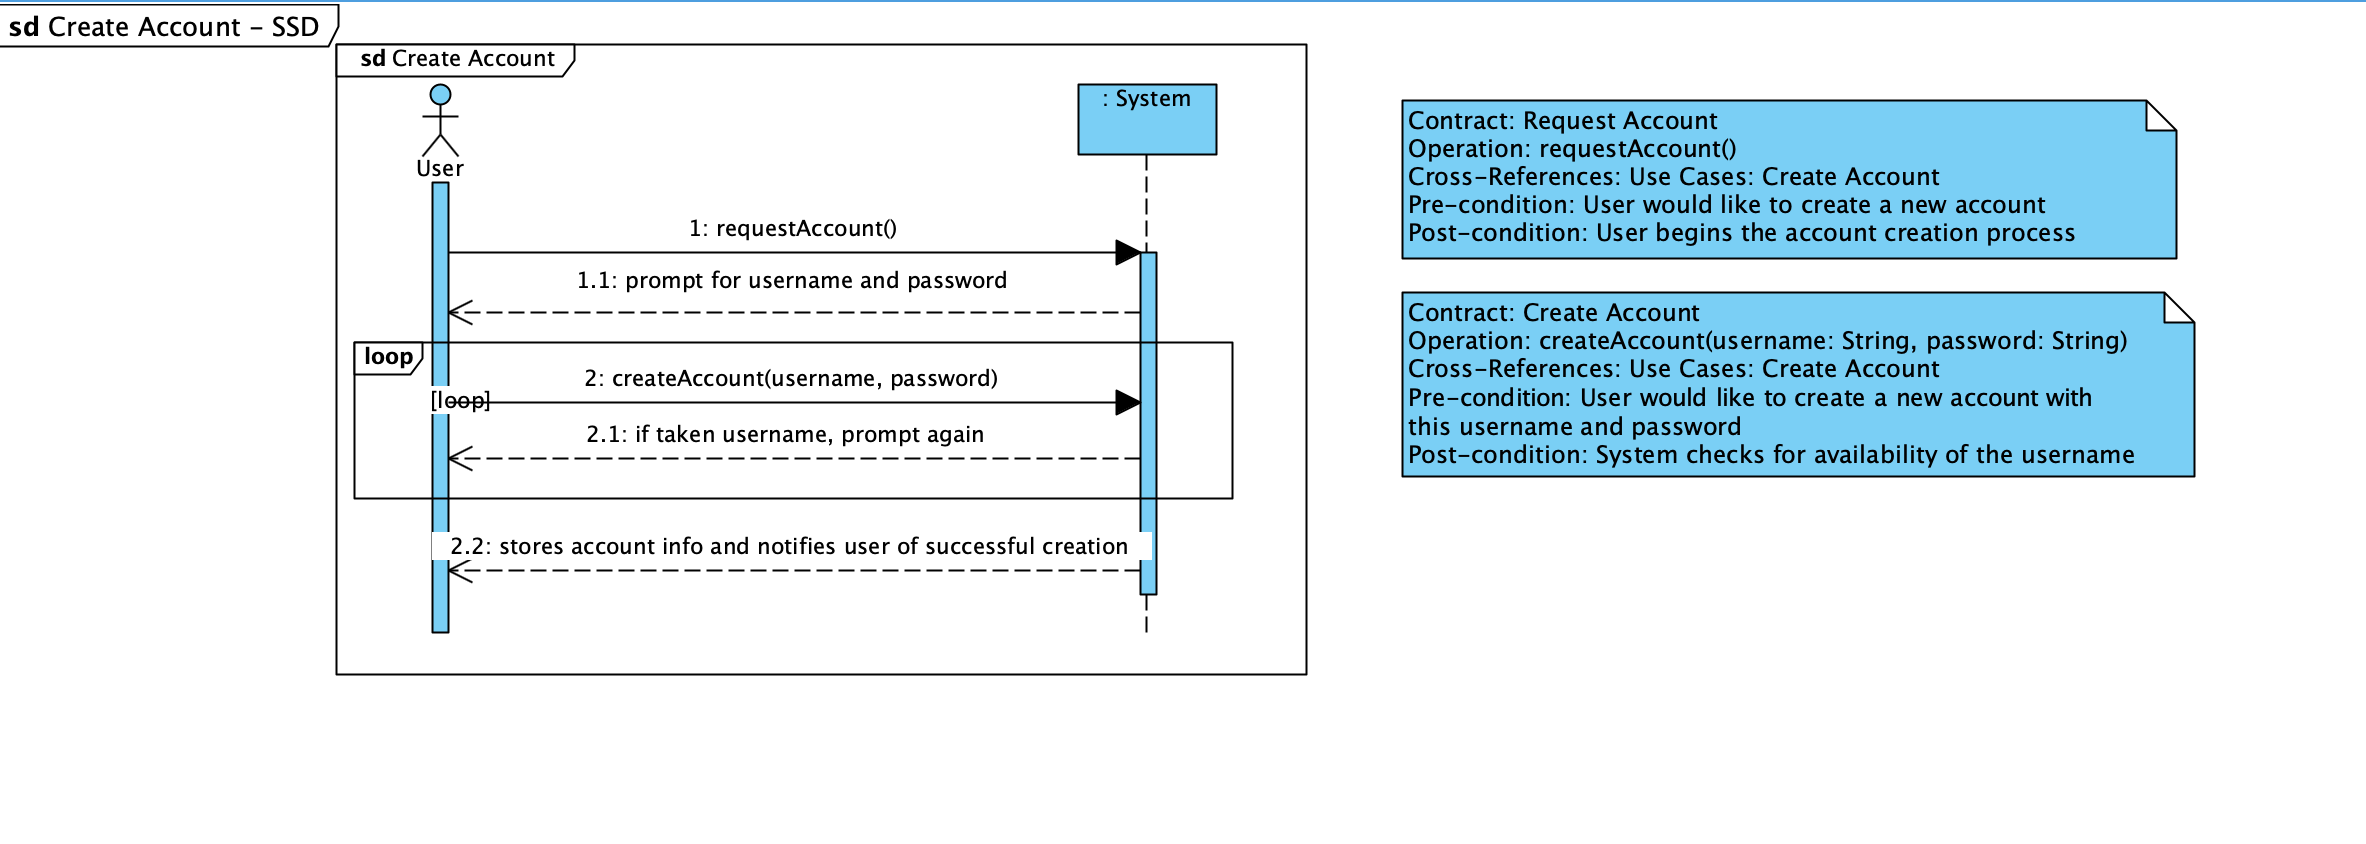 sd Create Account - SSD
sd Create Account
User
: System
1: requestAccount()
1.1: prompt for username and password
loop
2: createAccount(username, password)
[loop]
2.1: if taken username, prompt again
2.2: stores account info and notifies user of successful creation
Contract: Request Account
Operation: requestAccount()
Cross-References: Use Cases: Create Account
Pre-condition: User would like to create a new account
Post-condition: User begins the account creation process
Contract: Create Account
Operation: createAccount(username: String, password: String)
Cross-References: Use Cases: Create Account
Pre-condition: User would like to create a new account with
this username and password
Post-condition: System checks for availability of the username